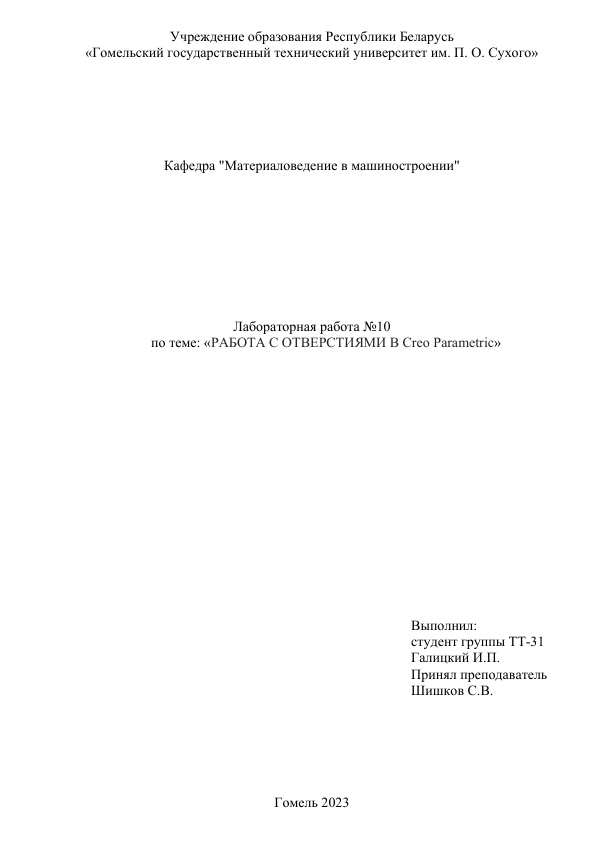 Учреждение образования Республики Беларусь
«Гомельский государственный технический университет им. П. О. Сухого»
Кафедра "Материаловедение в машиностроении"
Лабораторная работа №10
по теме: «РАБОТА С ОТВЕРСТИЯМИ В Creo Parametric»
Выполнил:
студент группы ТТ-31
Галицкий И.П.
Принял преподаватель
Шишков С.В.
Гомель 2023